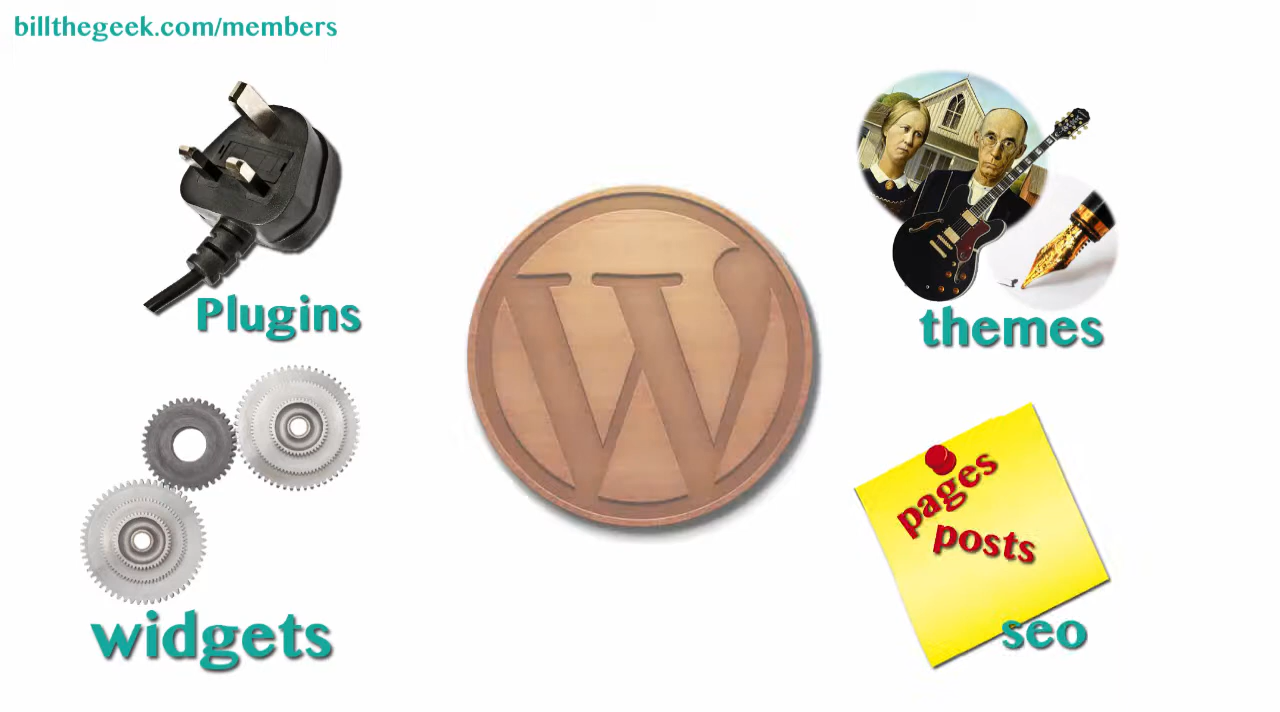 billthegeek.com/members
Plugins
themes
widgets
pages
posts
seo